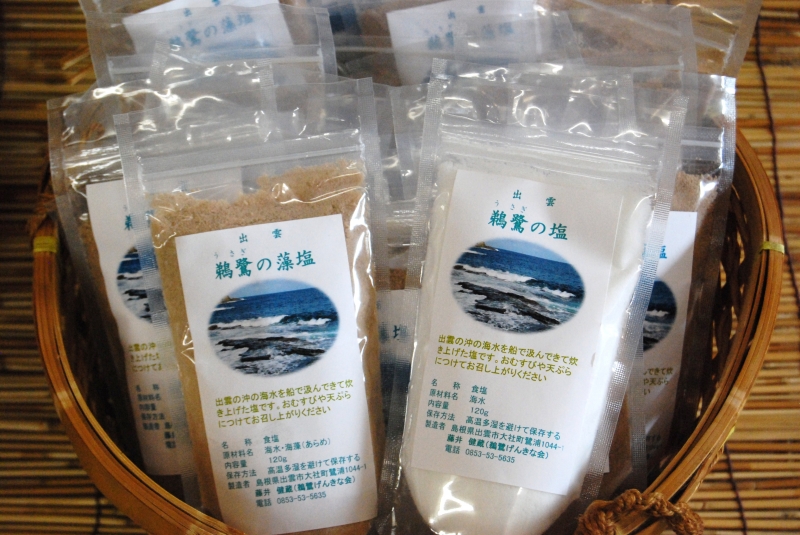 出雲
うさぎ
鵜鷺の藻塩
出雲の沖の海水を船で汲んできて炊
き上げた塩です。おむすびや天ぷら
につけてお召し上がりください
名 称 食塩
原材料名 海水・海藻(あらめ)
内容量 120g
保存方法 高温多湿を避けて保存する
製造者 島根県出雲市大社町鷺浦1044-1
藤井 健蔵(鵜鷺げんきな会)
電話 0853-53-5635
出雲
うさぎ
鵜鷺の塩
出雲の沖の海水を船で汲んできて炊
き上げた塩です。おむすびや天ぷら
につけてお召し上がりください
名 称 食塩
原材料名 海水
内容量 120g
保存方法 高温多湿を避けて保存する
製造者 島根県出雲市大社町鷺浦1044-1
藤井 健蔵(鵜鷺げんきな会)
電話 0853-53-5635